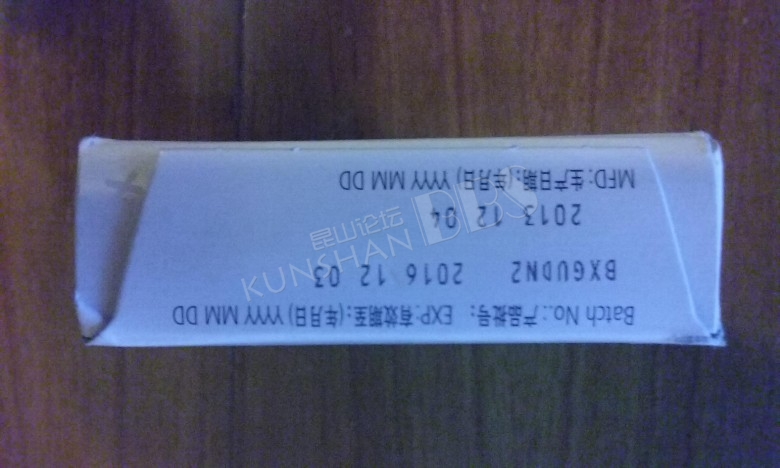 Batch No.:产品批号: EXP:有效期至:(年月日) YYYY MM DD
BXGUDN2 2016 12 03
2013 12 04
MFD:生产日期:(年月日) YYYY MM DD
昆山论坛
KUNSHAN BBS